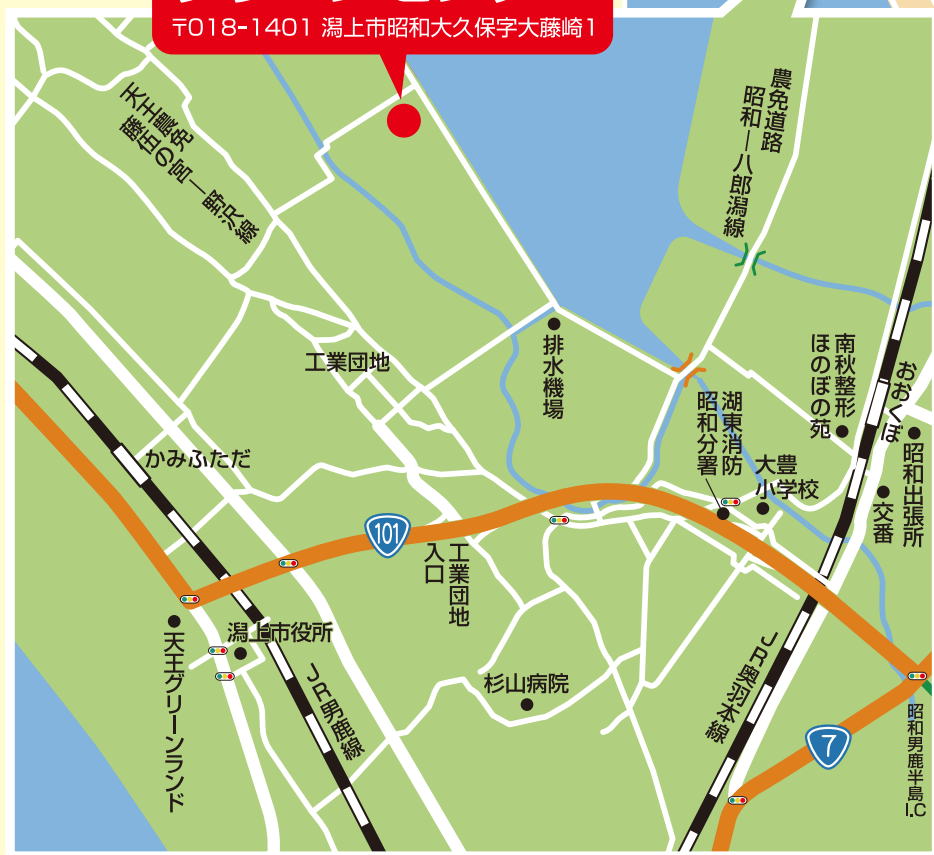 〒018-1401 潟上市昭和大久保字大藤崎1
農免道路
昭和―八郎潟線
天王農免
藤伍の宮―野沢線
工業団地
排水機場
南秋整形
ほのぼの苑
おおくぼ
湖東消防
昭和分署
大豊
小学校
昭和出張所
交番
かみふただ
101
工業団地
入口
潟上市役所
天王グリーンランド
JR男鹿線
杉山病院
JR奥羽本線
7
昭和男鹿半島I.C